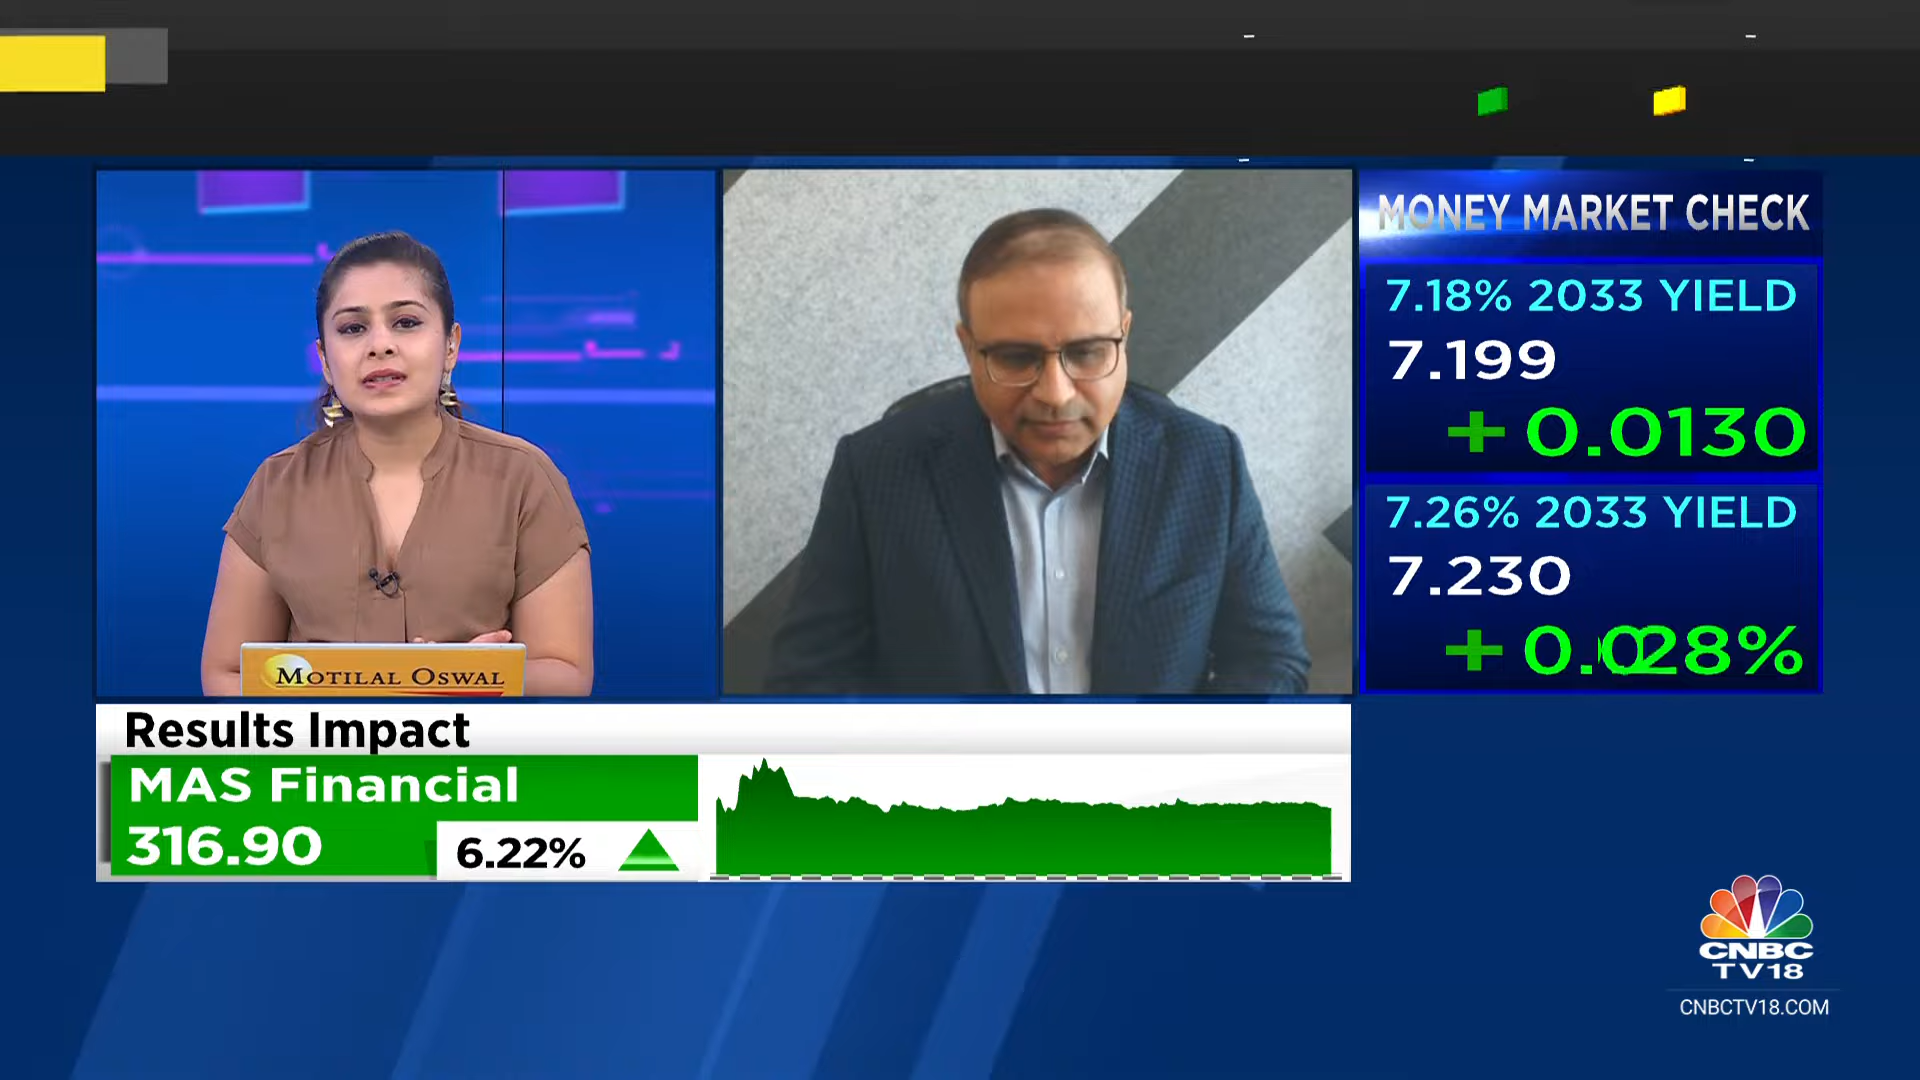 MONEY MARKET CHECK
7.18% 2033 YIELD
7.199
+ 0.0130
7.26% 2033 YIELD
7.230
MOTILAL OSWAL
Results Impact
MAS Financial
316.90
6.22%
CNBC
TV18
CNBCTV18.COM